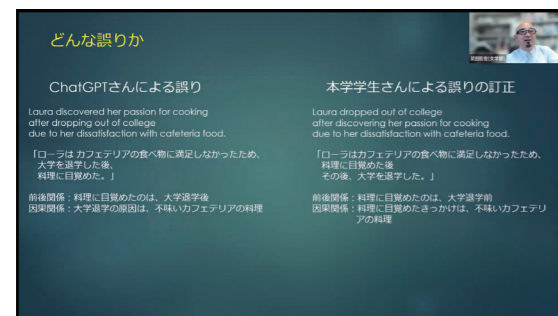 どんな誤りか
ChatGPTさんによる誤り
Laura discovered her passion for cooking
after dropping out of college
due to her dissatisfaction with cafeteria food.
「ローラは カフェテリアの食べ物に満足しなかったため、
大学を退学した後、
料理に目覚めた。」
前後関係:料理に目覚めたのは、大学退学後
因果関係:大学退学の原因は、不味いカフェテリアの料理
本学学生さんによる誤りの訂正
Laura dropped out of college
after discovering her passion for cooking
due to her dissatisfaction with cafeteria food.
「ローラはカフェテリアの食べ物に満足しなかったため、
料理に目覚めた後
その後、大学を退学した。」
前後関係:料理に目覚めたのは、大学退学前
因果関係:料理に目覚めたきっかけは、不味いカフェテリ
アの料理